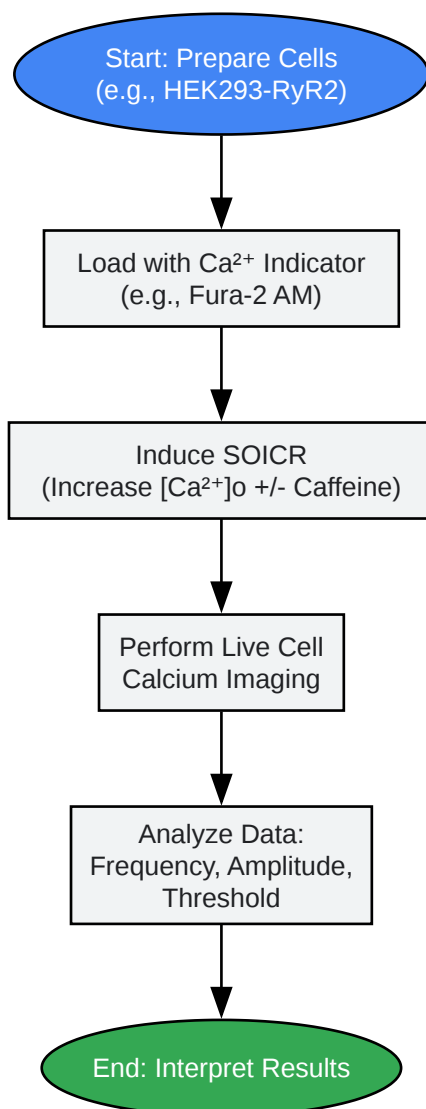 Start: Prepare Cells
(e.g., HEK293-RyR2)
Load with Ca²⁺ Indicator
(e.g., Fura-2 AM)
Induce SOICR
(Increase [Ca²⁺]o +/- Caffeine)
Perform Live Cell
Calcium Imaging
Analyze Data:
Frequency, Amplitude,
Threshold
End: Interpret Results